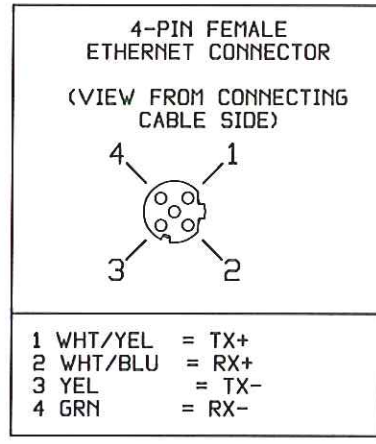 4-PIN FEMALE
ETHERNET CONNECTOR
(VIEW FROM CONNECTING
CABLE SIDE)
4 1
3 2
1 WHT/YEL = TX+
2 WHT/BLU = RX+
3 YEL = TX-
4 GRN = RX-